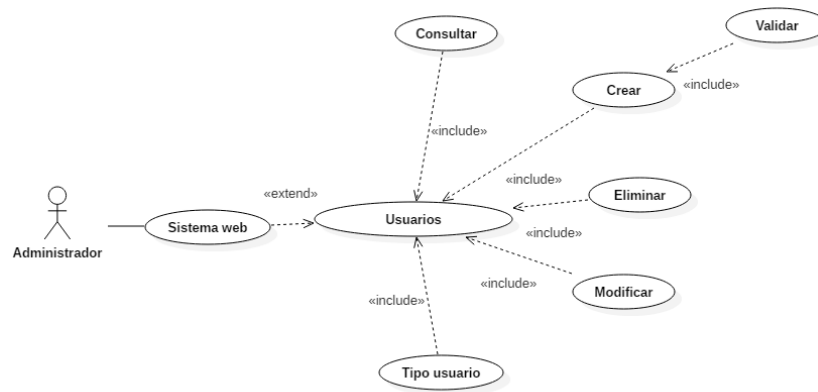 Validar
Consultar
Crear
«include»
«include»
«include»
Eliminar
«extend»
Usuarios
Sistema web
«include»
Administrador
«include»
Modificar
«include»
Tipo usuario